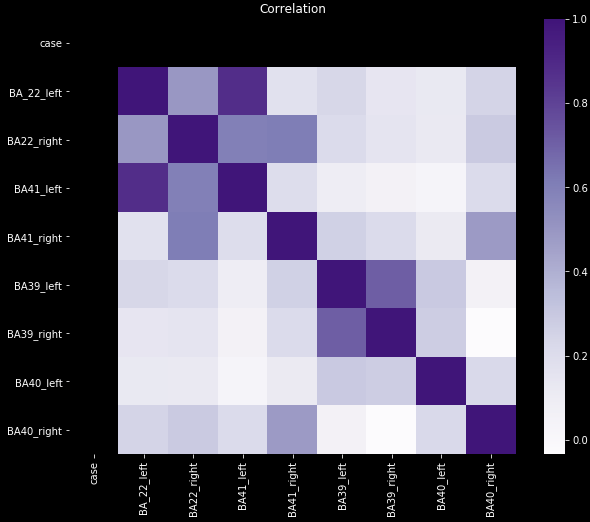 Correlation
case
BA_22_left
BA22_right
BA41_left
BA41_right
BA39_left
BA39_right
BA40_left
BA40_right
case
BA_22_left
BA22_right
BA41_left
BA41_right
BA39_left
BA39_right
BA40_left
BA40_right
1.0
0.8
0.6
0.4
0.2
0.0